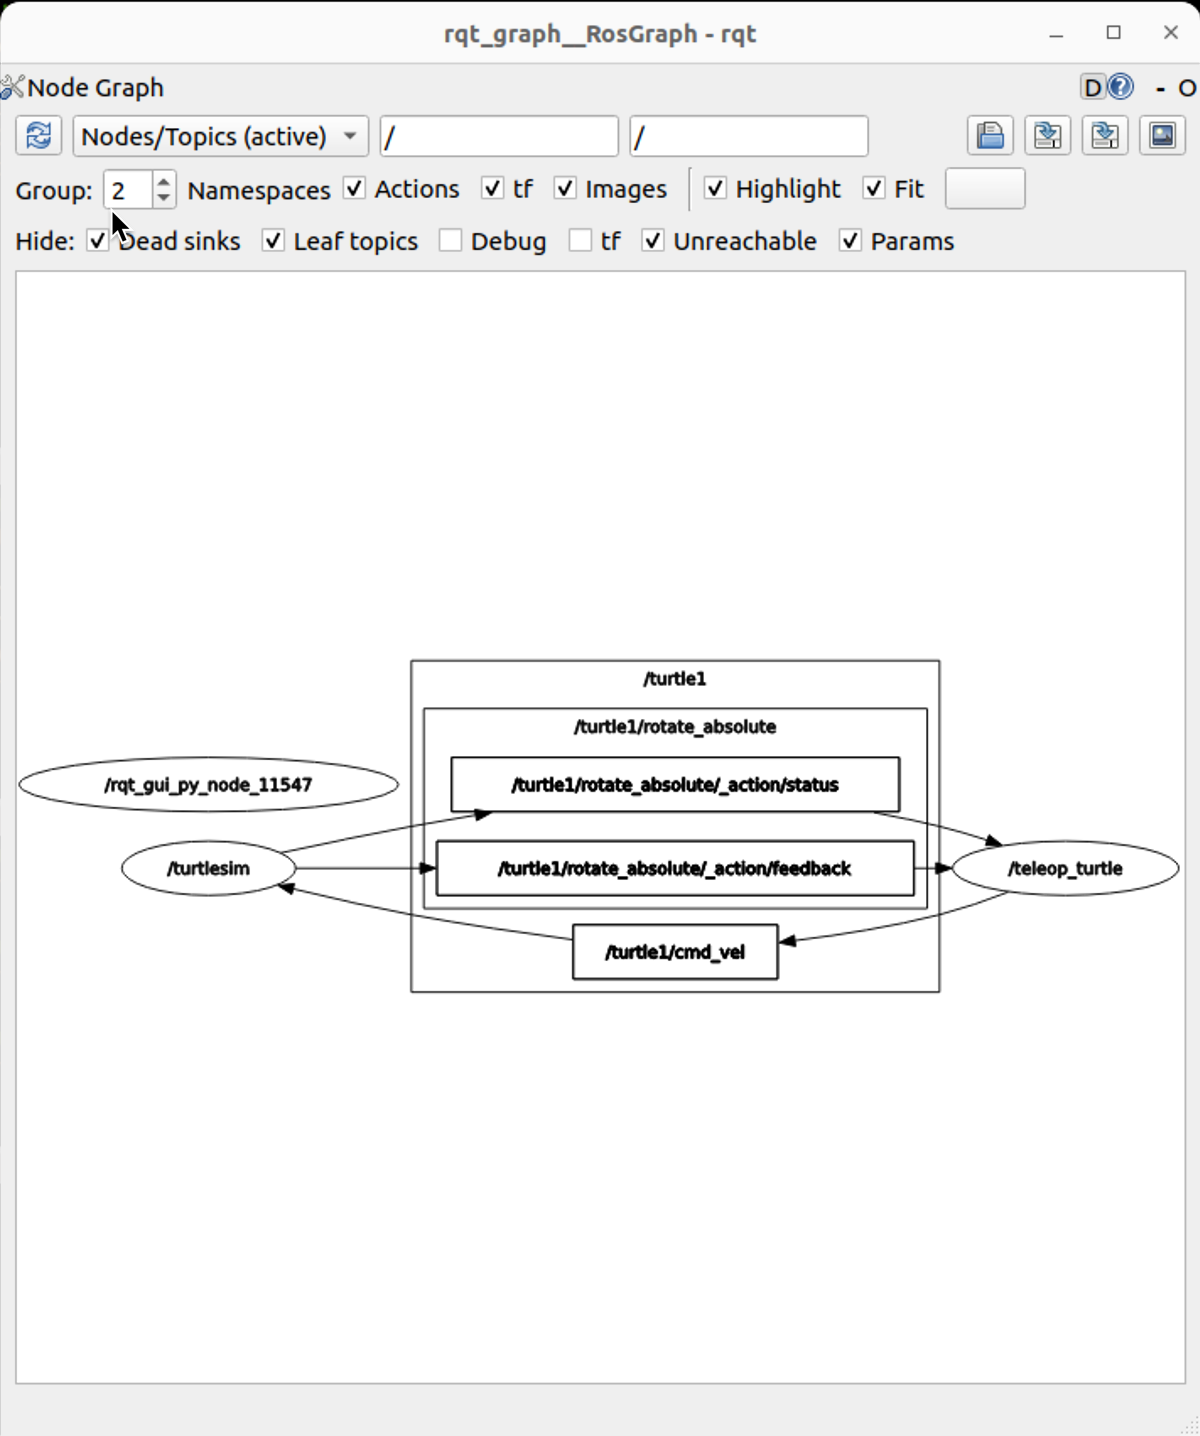 rqt_graph__RosGraph - rqt
Node Graph D ? - O
Nodes/Topics (active) / /
Group: 2 Namespaces Actions tf Images Highlight Fit
Hide: Dead sinks Leaf topics Debug tf Unreachable Params
/turtle1
/turtle1/rotate_absolute
/rqt_gui_py_node_11547 /turtle1/rotate_absolute/_action/status
/turtlesim /turtle1/rotate_absolute/_action/feedback /teleop_turtle
/turtle1/cmd_vel